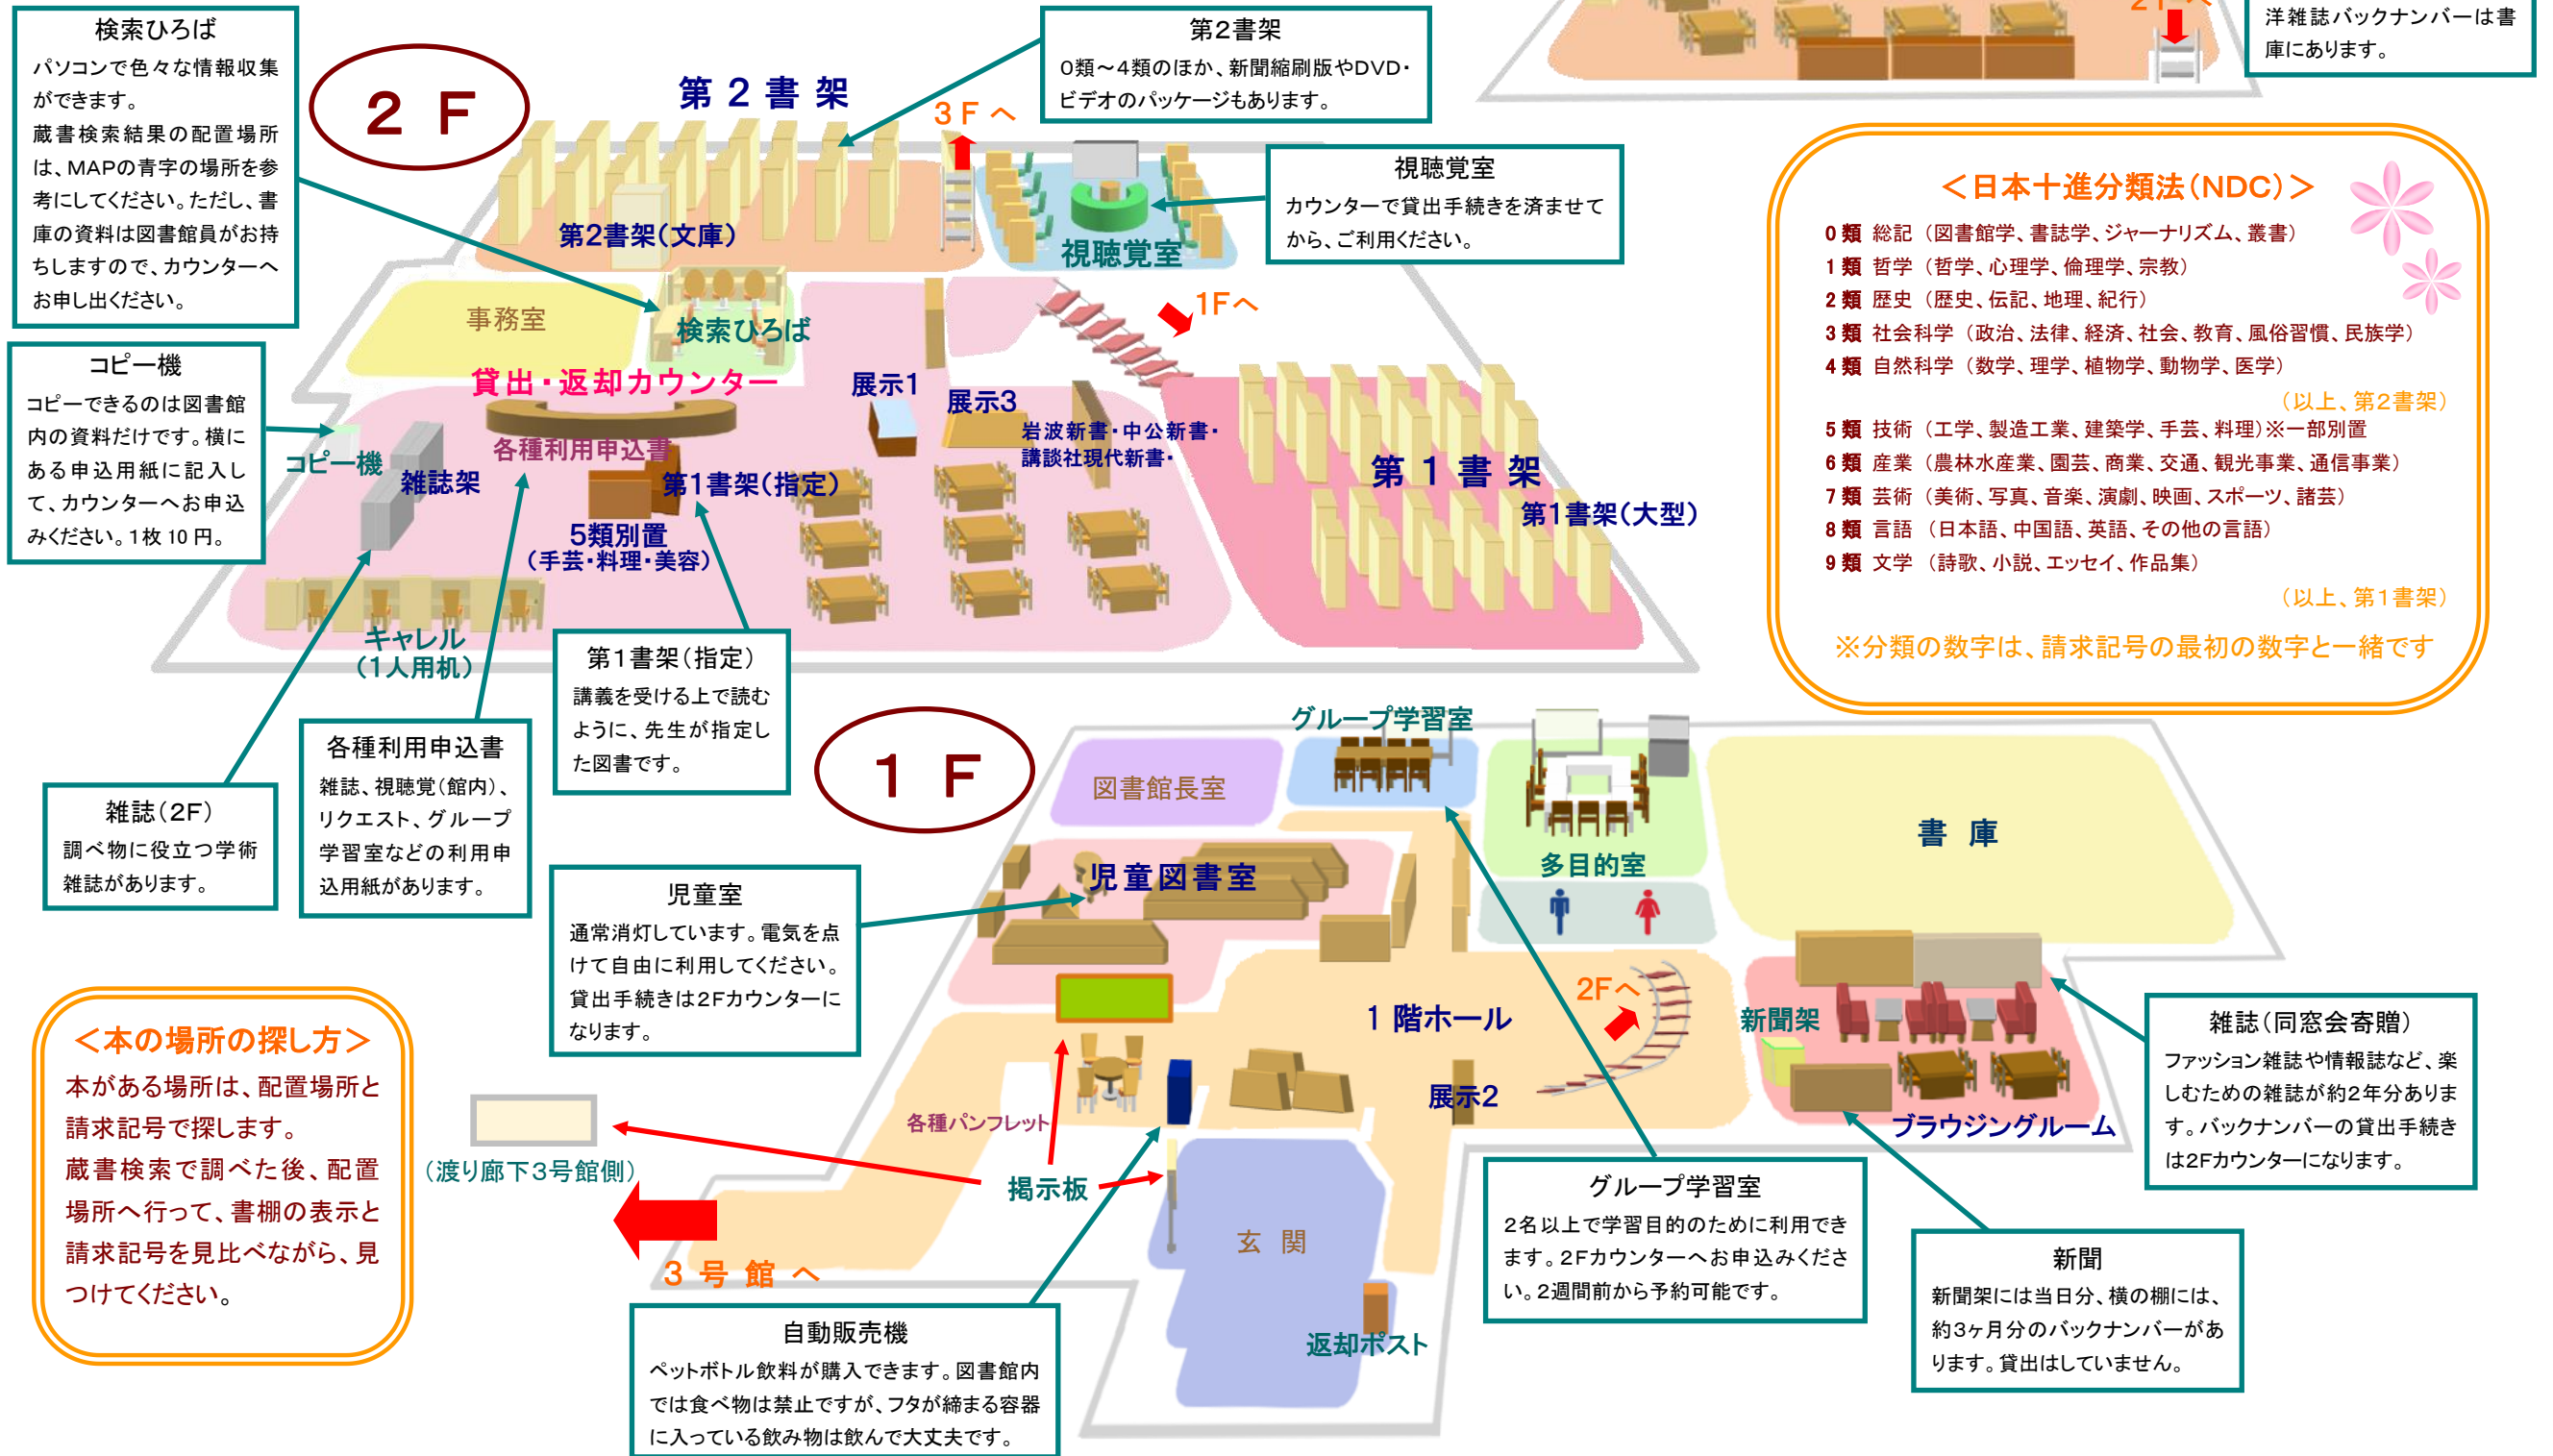 検索ひろば
パソコンで色々な情報収集
ができます。
蔵書検索結果の配置場所
は、MAPの青字の場所を参
考にしてください。ただし、書
庫の資料は図書館員がお持
ちしますので、カウンターへ
お申し出ください。
2 F
第 2 書 架
第2書架
0類～4類のほか、新聞縮刷版やDVD・
ビデオのパッケージもあります。
洋雑誌バックナンバーは書
庫にあります。
3 F へ
第2書架(文庫)
視聴覚室
視聴覚室
カウンターで貸出手続きを済ませて
から、ご利用ください。
事務室
検索ひろば
1Fへ
コピー機
コピーできるのは図書館
内の資料だけです。横に
ある申込用紙に記入し
て、カウンターへお申込
みください。1枚 10 円。
貸出・返却カウンター
展示1
展示3
岩波新書・中公新書・
講談社現代新書・
各種利用申込書
コピー機
雑誌架
第1書架(指定)
5類別置
(手芸・料理・美容)
第 1 書 架
第1書架(大型)
キャレル
(1人用机)
第1書架(指定)
講義を受ける上で読む
ように、先生が指定し
た図書です。
各種利用申込書
雑誌、視聴覚(館内)、
リクエスト、グループ
学習室などの利用申
込用紙があります。
雑誌(2F)
調べ物に役立つ学術
雑誌があります。
＜日本十進分類法(NDC)＞
0 類 総記 (図書館学、書誌学、ジャーナリズム、叢書)
1 類 哲学 (哲学、心理学、倫理学、宗教)
2 類 歴史 (歴史、伝記、地理、紀行)
3 類 社会科学 (政治、法律、経済、社会、教育、風俗習慣、民族学)
4 類 自然科学 (数学、理学、植物学、動物学、医学)
(以上、第2書架)
5 類 技術 (工学、製造工業、建築学、手芸、料理)※一部別置
6 類 産業 (農林水産業、園芸、商業、交通、観光事業、通信事業)
7 類 芸術 (美術、写真、音楽、演劇、映画、スポーツ、諸芸)
8 類 言語 (日本語、中国語、英語、その他の言語)
9 類 文学 (詩歌、小説、エッセイ、作品集)
(以上、第1書架)
※分類の数字は、請求記号の最初の数字と一緒です
1 F
グループ学習室
図書館長室
多目的室
書 庫
児童図書室
児童室
通常消灯しています。電気を点
けて自由に利用してください。
貸出手続きは2Fカウンターに
なります。
1 階ホール
2Fへ
新聞架
展示2
ブラウジングルーム
雑誌(同窓会寄贈)
ファッション雑誌や情報誌など、楽
しむための雑誌が約2年分ありま
す。バックナンバーの貸出手続き
は2Fカウンターになります。
＜本の場所の探し方＞
本がある場所は、配置場所と
請求記号で探します。
蔵書検索で調べた後、配置
場所へ行って、書棚の表示と
請求記号を見比べながら、見
つけてください。
各種パンフレット
(渡り廊下3号館側)
掲示板
3 号 館 へ
玄 関
返却ポスト
グループ学習室
2名以上で学習目的のために利用でき
ます。2Fカウンターへお申込みくださ
い。2週間前から予約可能です。
新聞
新聞架には当日分、横の棚には、
約3ヶ月分のバックナンバーがあ
ります。貸出はしていません。
自動販売機
ペットボトル飲料が購入できます。図書館内
では食べ物は禁止ですが、フタが締まる容器
に入っている飲み物は飲んで大丈夫です。